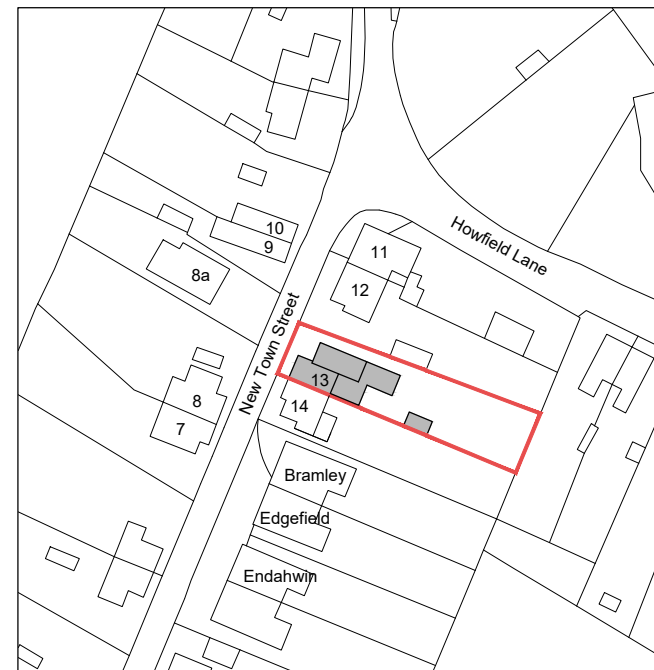 10
9
8a
Howfield Lane
11
12
New Town Street
13
14
8
7
Bramley
Edgefield
Endahwin